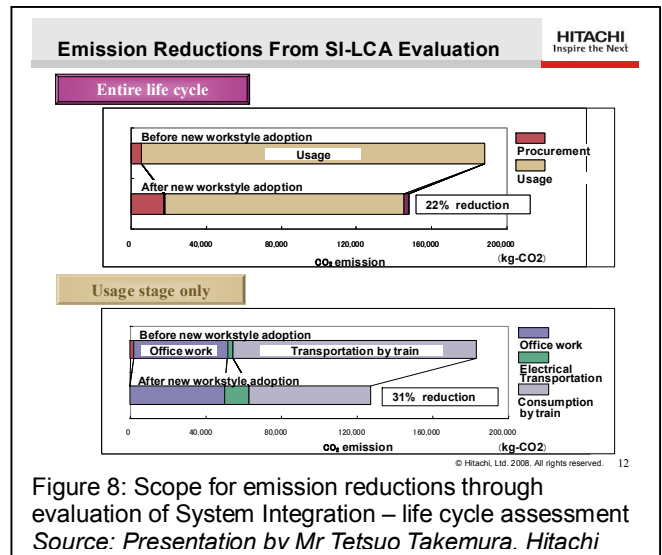 Emission Reductions From SI-LCA Evaluation
HITACHI
Inspire the Next
Entire life cycle
Before new workstyle adoption
Usage
Procurement
Usage
After new workstyle adoption
22% reduction
0 40,000 80,000 120,000 160,000 200,000
CO₂ emission (kg-CO2)
Usage stage only
Before new workstyle adoption
Office work Transportation by train
Office work
Electrical
Transportation
Consumption
by train
After new workstyle adoption
31% reduction
0 40,000 80,000 120,000 160,000 200,000
CO₂ emission (kg-CO2)
© Hitachi, Ltd. 2008. All rights reserved. 12
Figure 8: Scope for emission reductions through
evaluation of System Integration – life cycle assessment
Source: Presentation by Mr Tetsuo Takemura, Hitachi